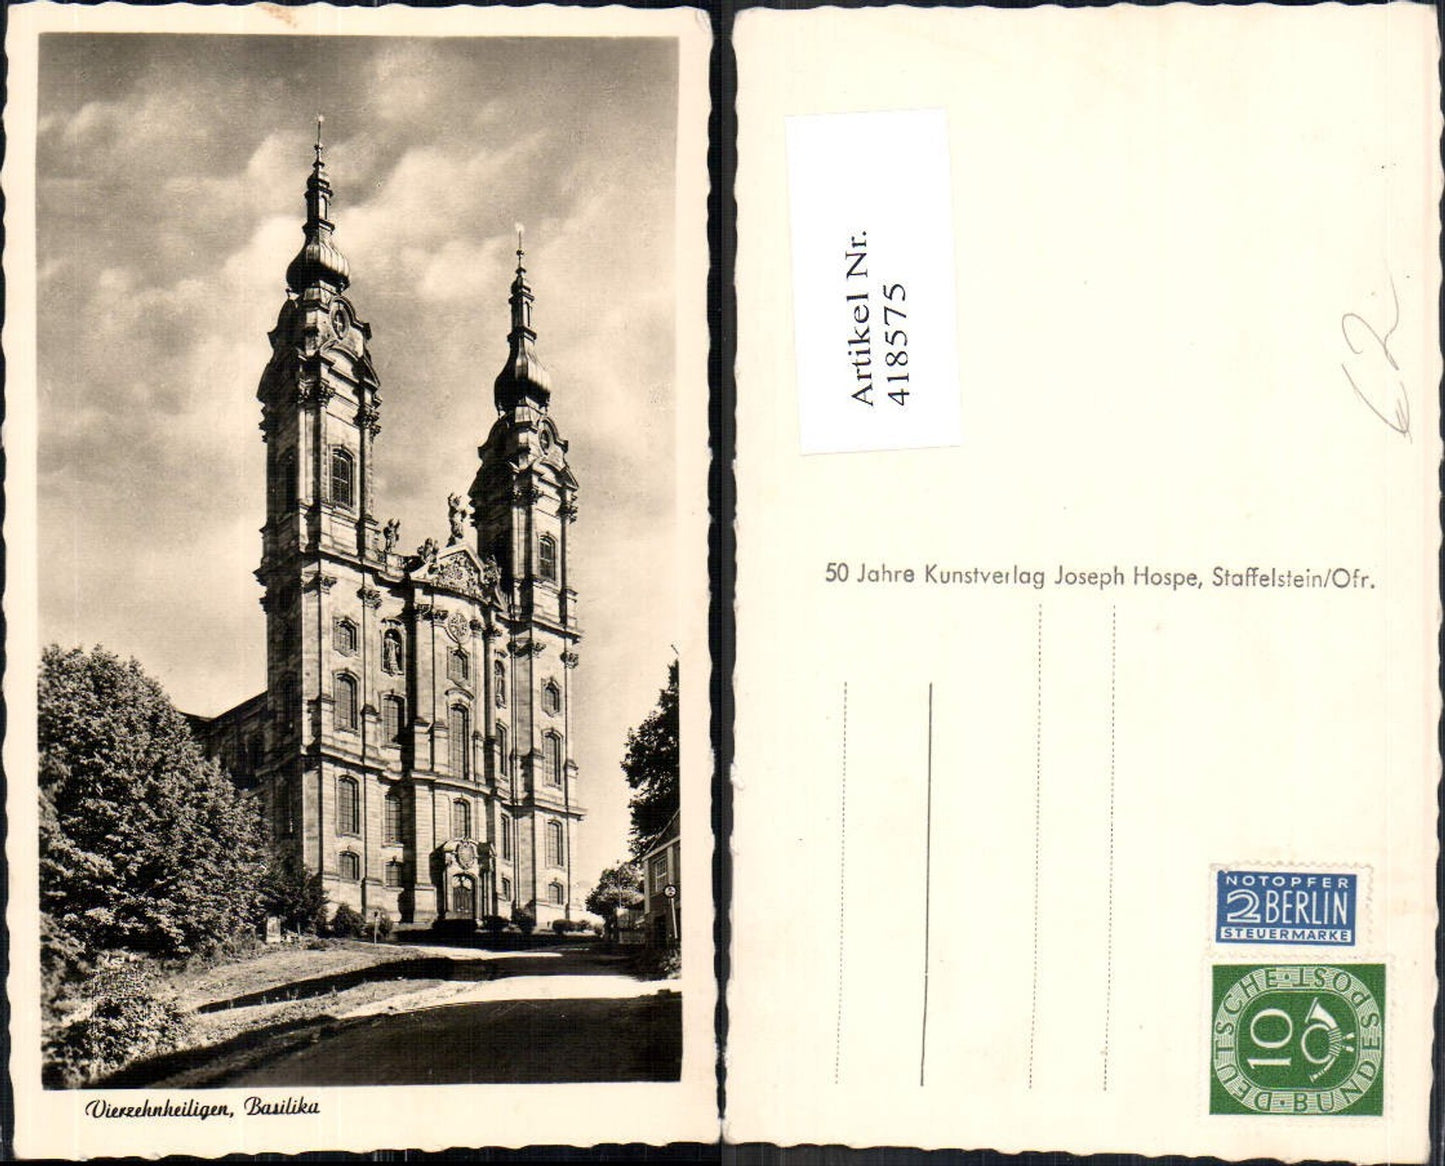 Vierzehnheiligen, Basilika
Artikel Nr.
418575
€2
50 Jahre Kunstverlag Joseph Hospe, Staffelstein/Ofr.
NOTOPFER
2 BERLIN
STEUERMARKE
DEUTSCHE · POST · BUNDES
10